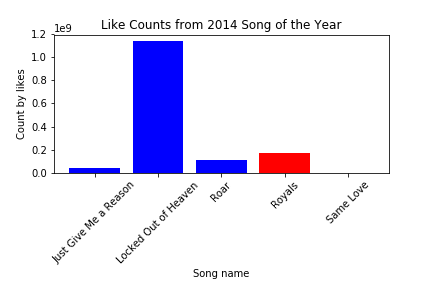 Like Counts from 2014 Song of the Year
1e9
1.2
1.0
0.8
0.6
0.4
0.2
0.0
Count by likes
Just Give Me a Reason
Locked Out of Heaven
Roar
Royals
Same Love
Song name